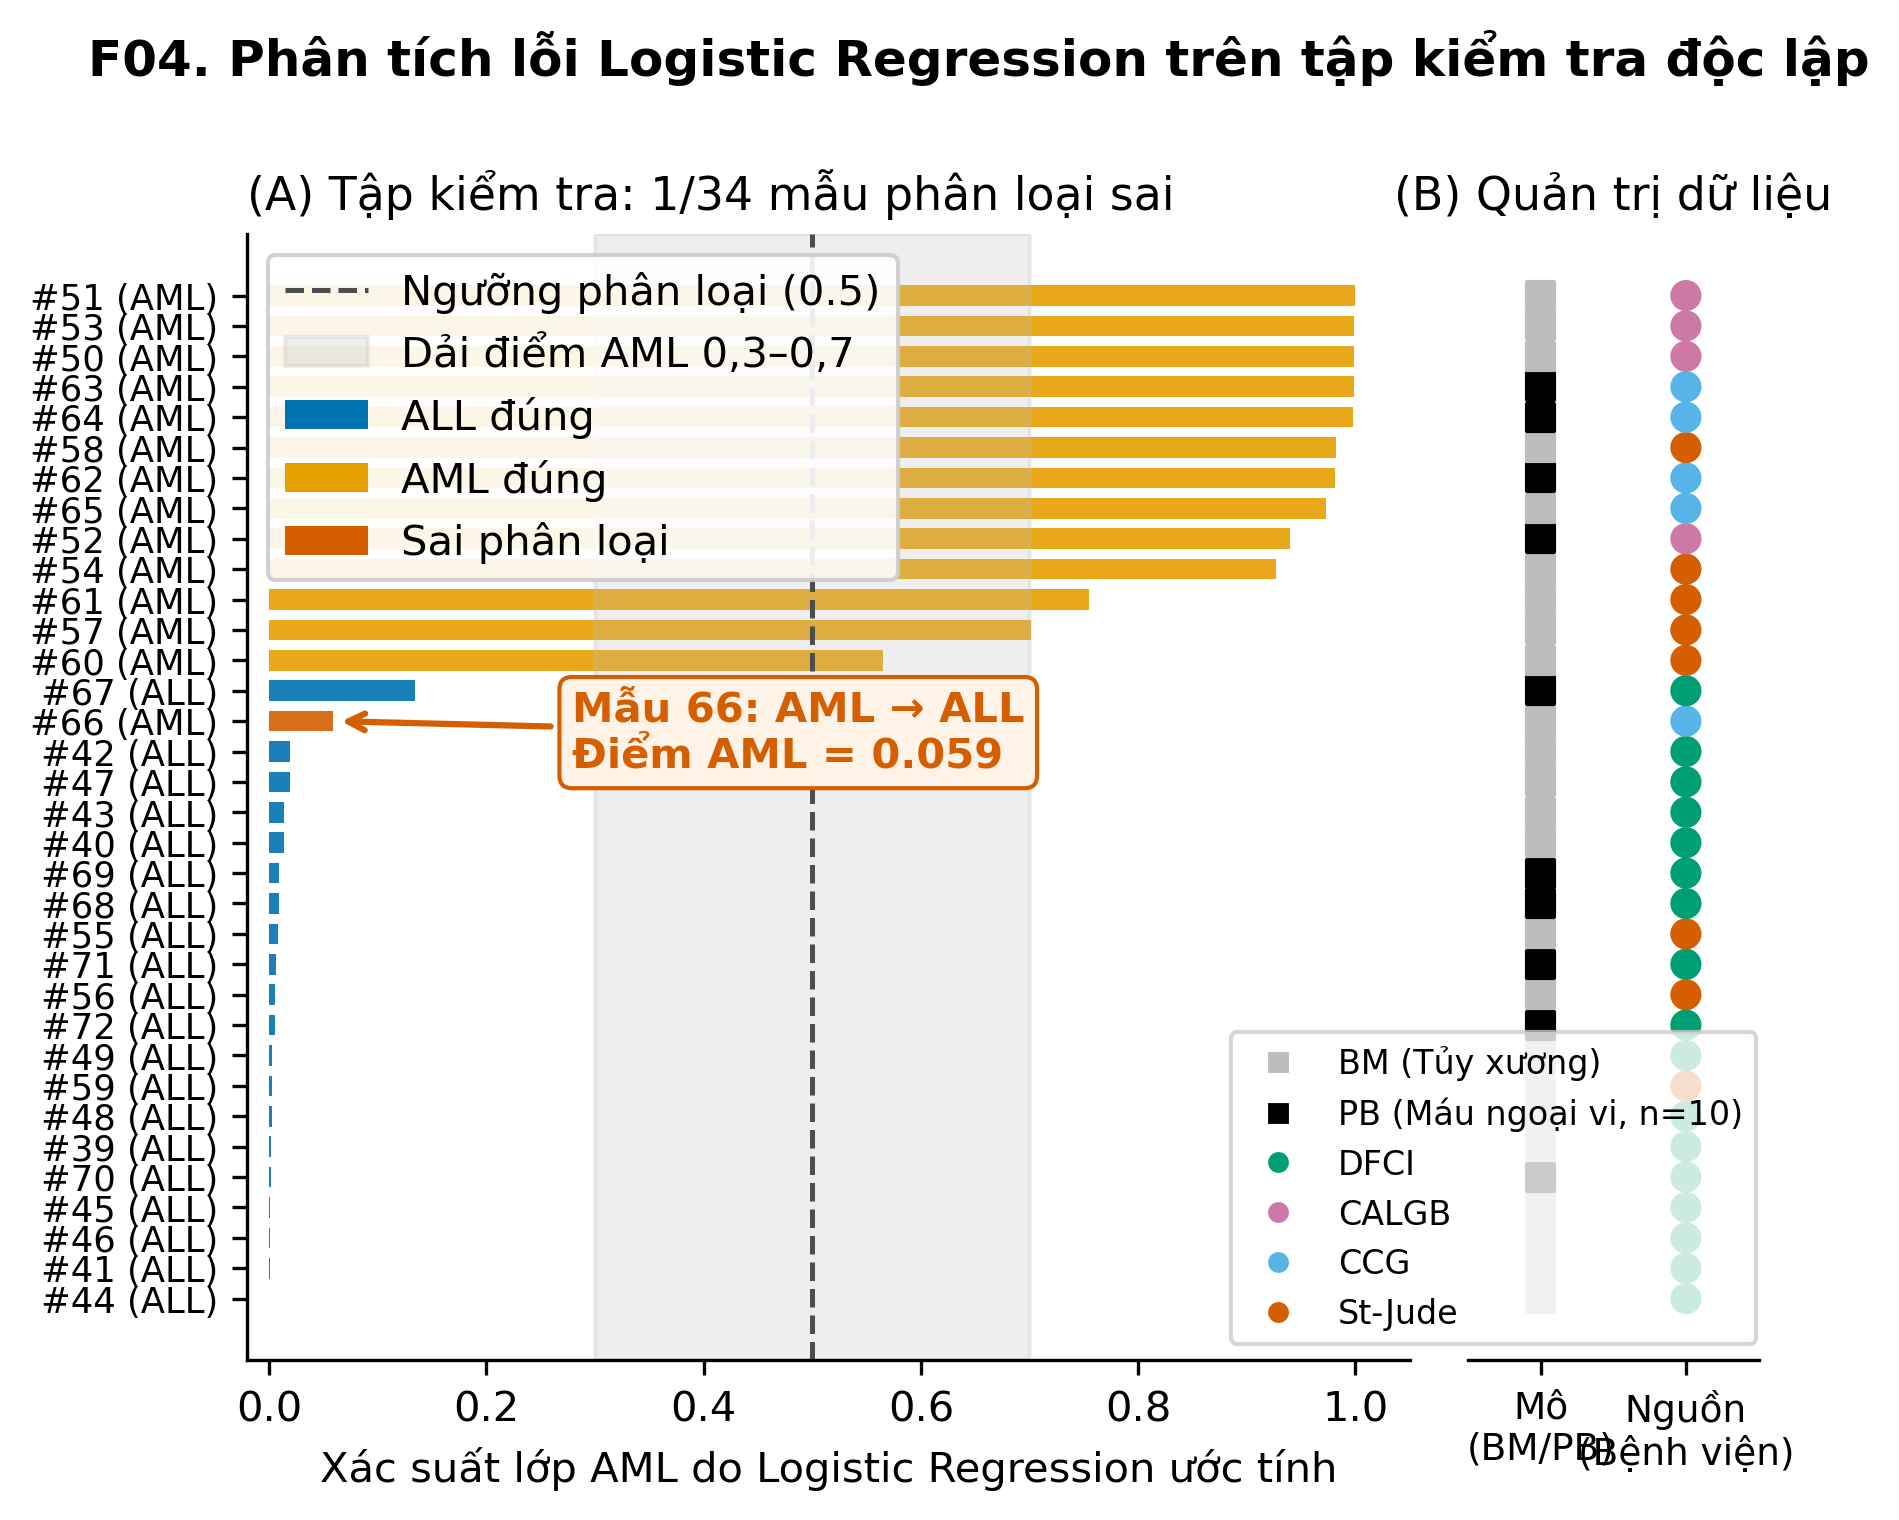 F04. Phân tích lỗi Logistic Regression trên tập kiểm tra độc lập
(A) Tập kiểm tra: 1/34 mẫu phân loại sai
(B) Quản trị dữ liệu
Ngưỡng phân loại (0.5)
Dải điểm AML 0,3–0,7
ALL đúng
AML đúng
Sai phân loại
#51 (AML)
#53 (AML)
#50 (AML)
#63 (AML)
#64 (AML)
#58 (AML)
#62 (AML)
#65 (AML)
#52 (AML)
#54 (AML)
#61 (AML)
#57 (AML)
#60 (AML)
#67 (ALL)
#66 (AML)
#42 (ALL)
#47 (ALL)
#43 (ALL)
#40 (ALL)
#69 (ALL)
#68 (ALL)
#55 (ALL)
#71 (ALL)
#56 (ALL)
#72 (ALL)
#49 (ALL)
#59 (ALL)
#48 (ALL)
#39 (ALL)
#70 (ALL)
#45 (ALL)
#46 (ALL)
#41 (ALL)
#44 (ALL)
Mẫu 66: AML → ALL
Điểm AML = 0.059
BM (Tủy xương)
PB (Máu ngoại vi, n=10)
DFCI
CALGB
CCG
St-Jude
0.0 0.2 0.4 0.6 0.8 1.0
Xác suất lớp AML do Logistic Regression ước tính
Mô
(BM/PB)
Nguồn
(Bệnh viện)